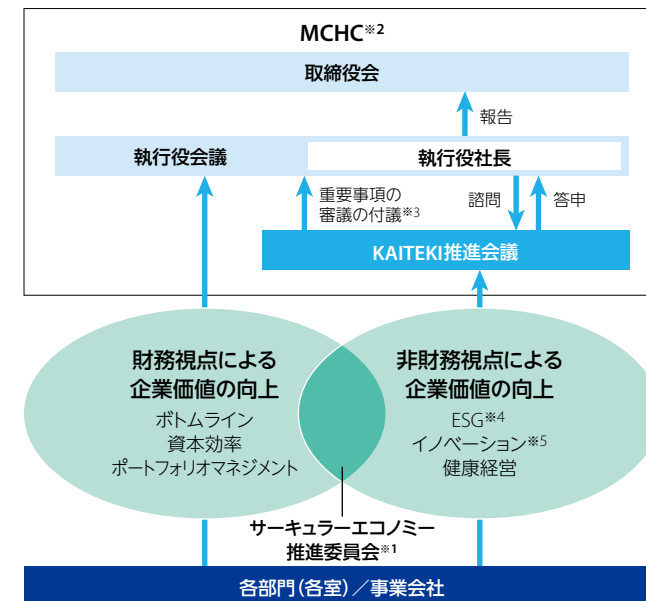 MCHC※2
取締役会
報告
執行役会議
執行役社長
重要事項の
審議の付議※3
諮問
答申
KAITEKI推進会議
財務視点による
企業価値の向上
ボトムライン
資本効率
ポートフォリオマネジメント
非財務視点による
企業価値の向上
ESG※4
イノベーション※5
健康経営
サーキュラーエコノミー
推進委員会※1
各部門(各室)/事業会社